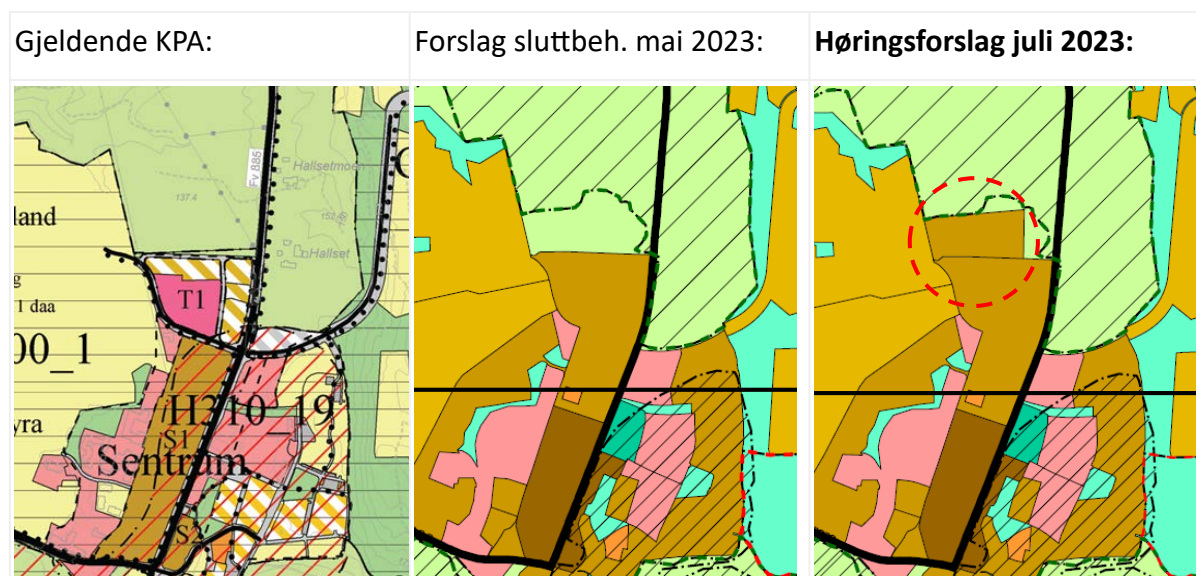 Gjeldende KPA:
Forslag sluttbeh. mai 2023:
Høringsforslag juli 2023:
Fv 885
Hallsetmoen
137.4
land
Hallset
g
1 daa
T1
00_1
H210_19
yra
S1
Sentrum
S2